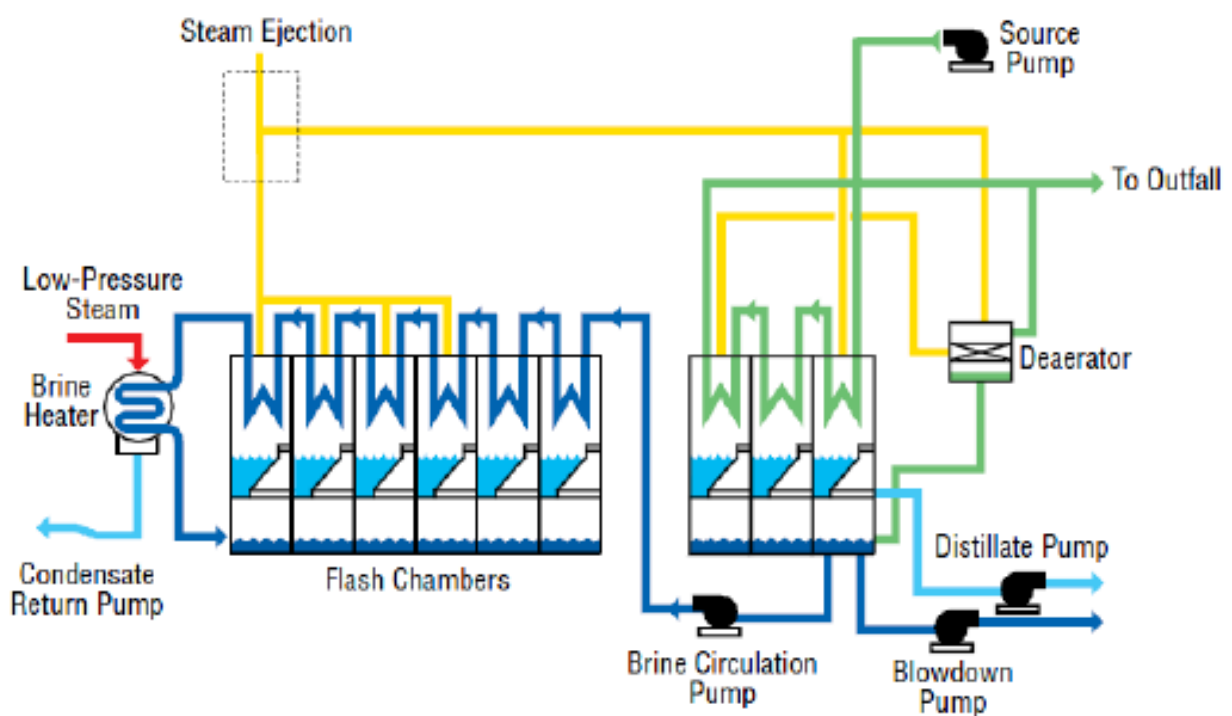 Steam Ejection
Source
Pump
To Outfall
Low-Pressure
Steam
Deaerator
Brine
Heater
Distillate Pump
Condensate
Return Pump
Flash Chambers
Brine Circulation
Pump
Blowdown
Pump